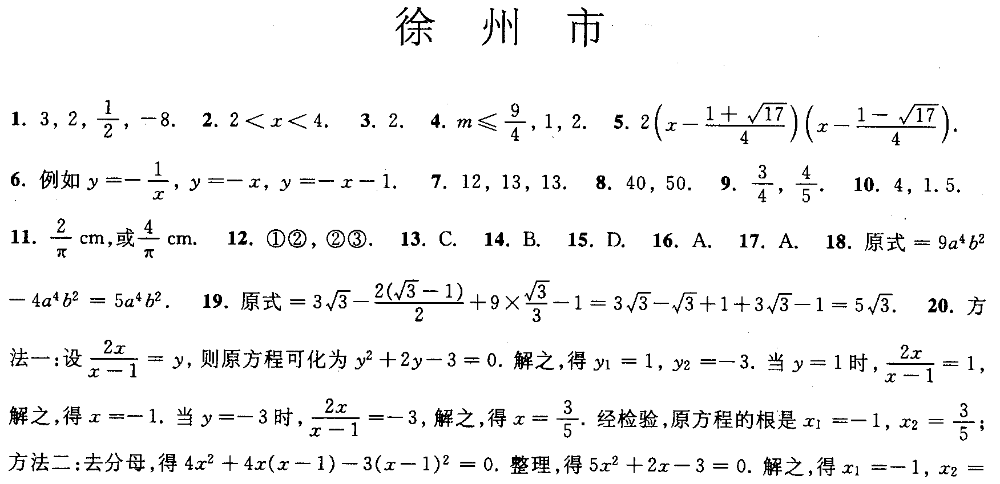 徐 州 市
1. 3, 2, \frac{1}{2}, -8. 2. 2 < x < 4. 3. 2. 4. m ⩽ \frac{9}{4}, 1, 2. 5. 2(x - \frac{1+\sqrt{17}}{4})(x - \frac{1-\sqrt{17}}{4}).
6. 例如 y = -\frac{1}{x}, y = -x, y = -x - 1. 7. 12, 13, 13. 8. 40, 50. 9. \frac{3}{4}, \frac{4}{5}. 10. 4, 1.5.
11. \frac{2}{π} cm,或\frac{4}{π} cm. 12. ①②, ②③. 13. C. 14. B. 15. D. 16. A. 17. A. 18. 原式 = 9a^4b^2
- 4a^4b^2 = 5a^4b^2. 19. 原式 = 3\sqrt{3} - \frac{2(\sqrt{3}-1)}{2} + 9×\frac{\sqrt{3}}{3} - 1 = 3\sqrt{3} - \sqrt{3} + 1 + 3\sqrt{3} - 1 = 5\sqrt{3}. 20. 方
法一:设 \frac{2x}{x-1} = y, 则原方程可化为 y^2 + 2y - 3 = 0. 解之,得 y_1 = 1, y_2 = -3. 当 y = 1 时, \frac{2x}{x-1} = 1,
解之,得 x = -1. 当 y = -3 时, \frac{2x}{x-1} = -3, 解之,得 x = \frac{3}{5}. 经检验,原方程的根是 x_1 = -1, x_2 = \frac{3}{5};
方法二:去分母,得 4x^2 + 4x(x-1) - 3(x-1)^2 = 0. 整理,得 5x^2 + 2x - 3 = 0. 解之,得 x_1 = -1, x_2 =